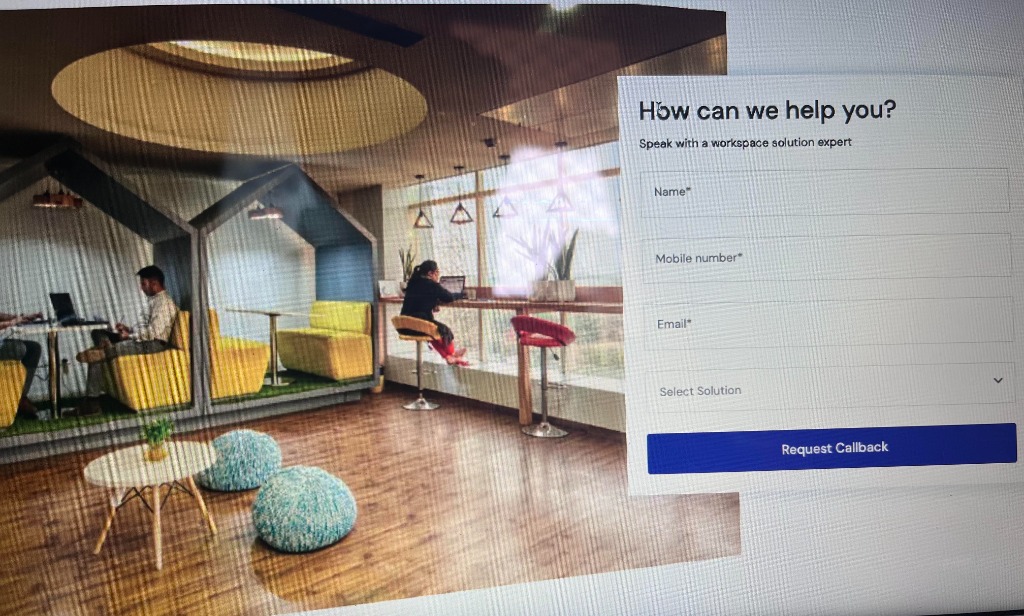 How can we help you?
Speak with a workspace solution expert
Name*
Mobile number*
Email*
Select Solution
Request Callback